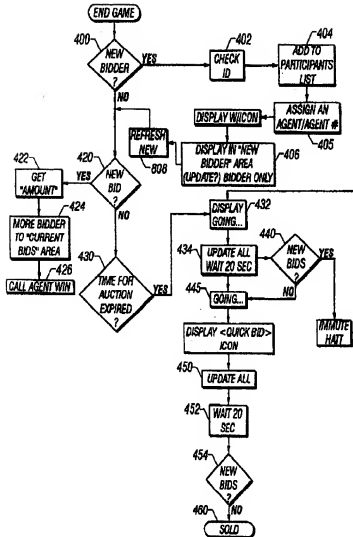 END GAME
400
NEW
BIDDER
?
YES
NO
402
CHECK
ID
404
ADD TO
PARTICIPANTS
LIST
ASSIGN AN
AGENT/AGENT #
405
DISPLAY W/ICON
DISPLAY IN "NEW
BIDDER" AREA
(UPDATE?) BIDDER ONLY
406
REFRESH
NEW
808
420
NEW
BID
?
YES
NO
422
GET
"AMOUNT"
424
MORE BIDDER
TO "CURRENT
BIDS" AREA
426
CALL AGENT WIN
430
TIME FOR
AUCTION
EXPIRED
?
YES
DISPLAY
GOING...
432
434
UPDATE ALL
WAIT 20 SEC
440
NEW
BIDS
?
YES
NO
445
GOING...
IMMUTE
HATT
DISPLAY <QUICK BID>
ICON
450
UPDATE ALL
452
WAIT 20
SEC
454
NEW
BIDS
?
NO
460
SOLD